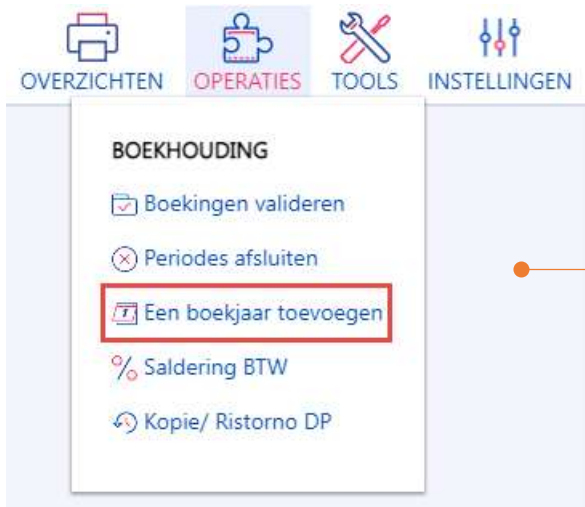 OVERZICHTEN OPERATIES TOOLS INSTELLINGEN
BOEKHOUDING
Boekingen valideren
Periodes afsluiten
Een boekjaar toevoegen
Saldering BTW
Kopie/ Ristorno DP